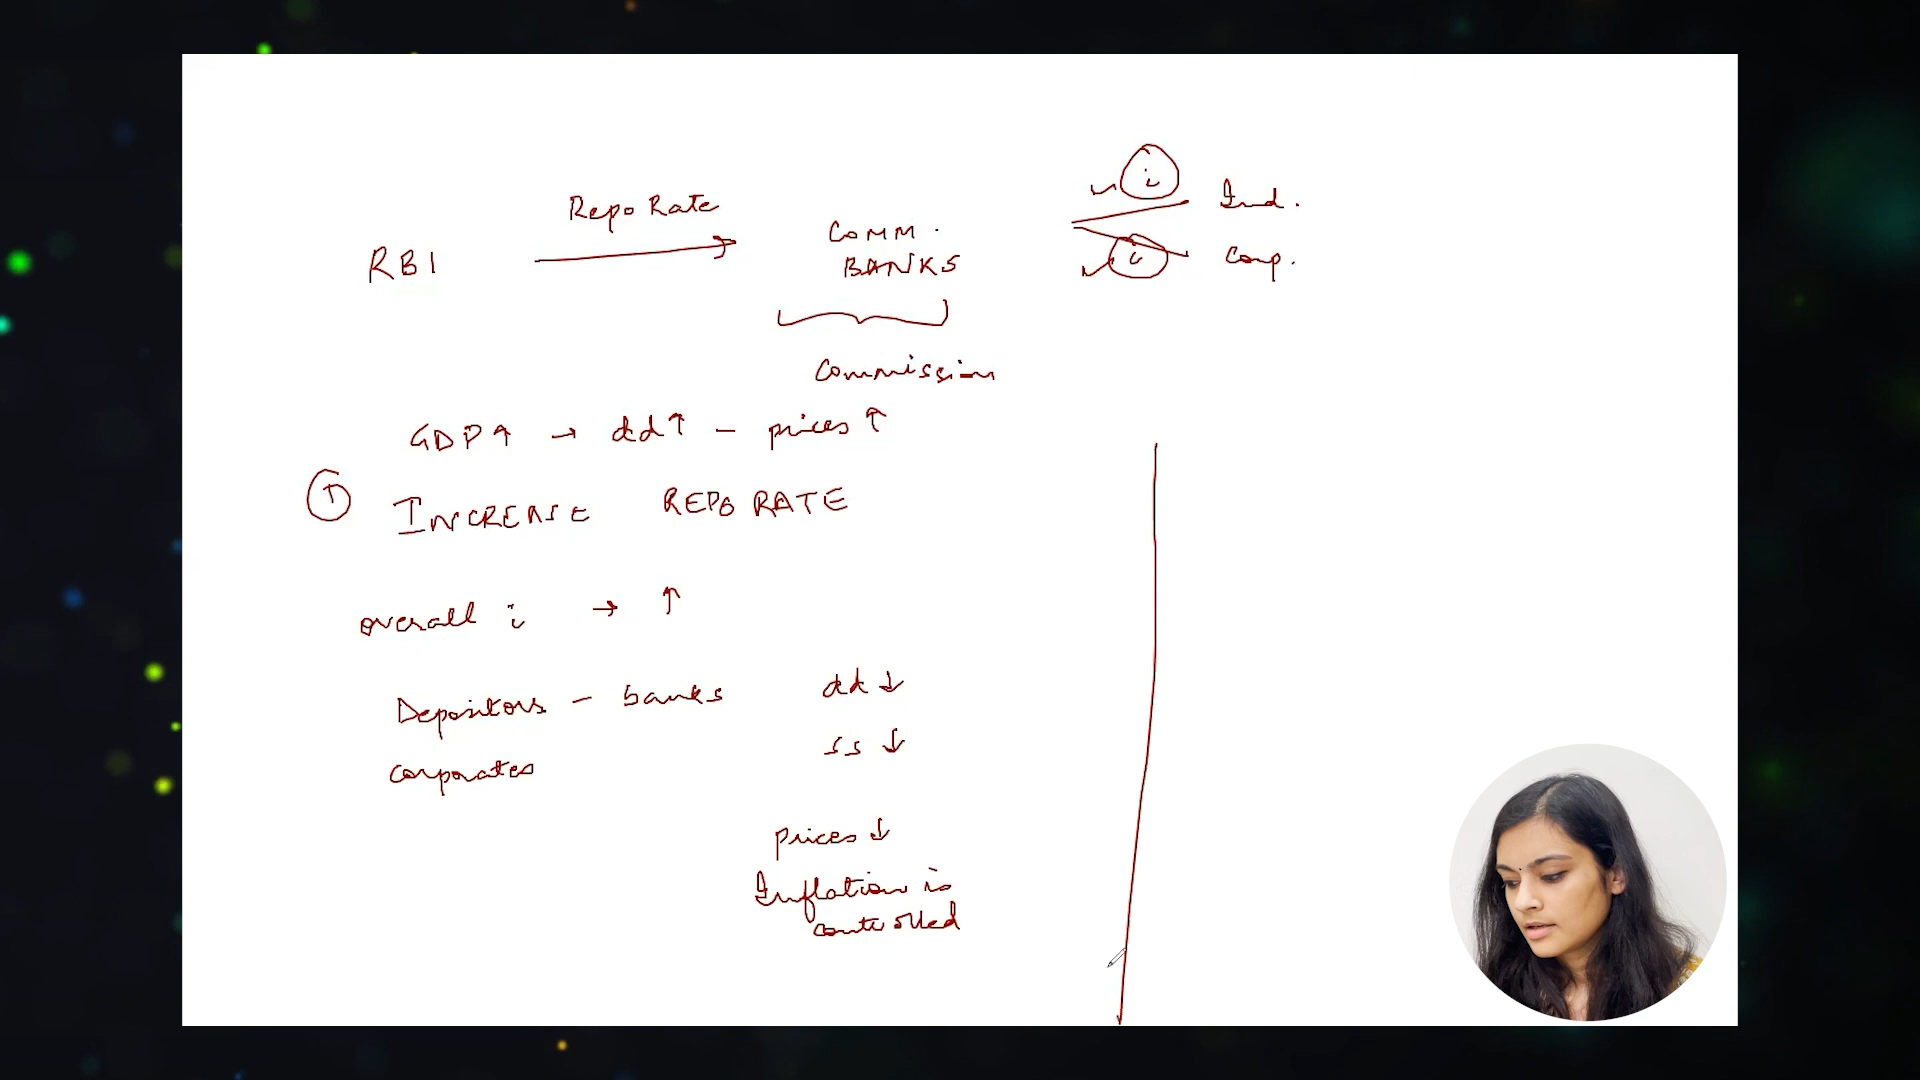 Repo Rate
RBI
COMM.
BANKS
i
Ind.
i
Corp.
Commission
GDP↑ → dd↑ – prices↑
① INCREASE REPO RATE
overall i → ↑
Depositors – banks dd↓
corporates ss↓
prices↓
Inflation is
controlled